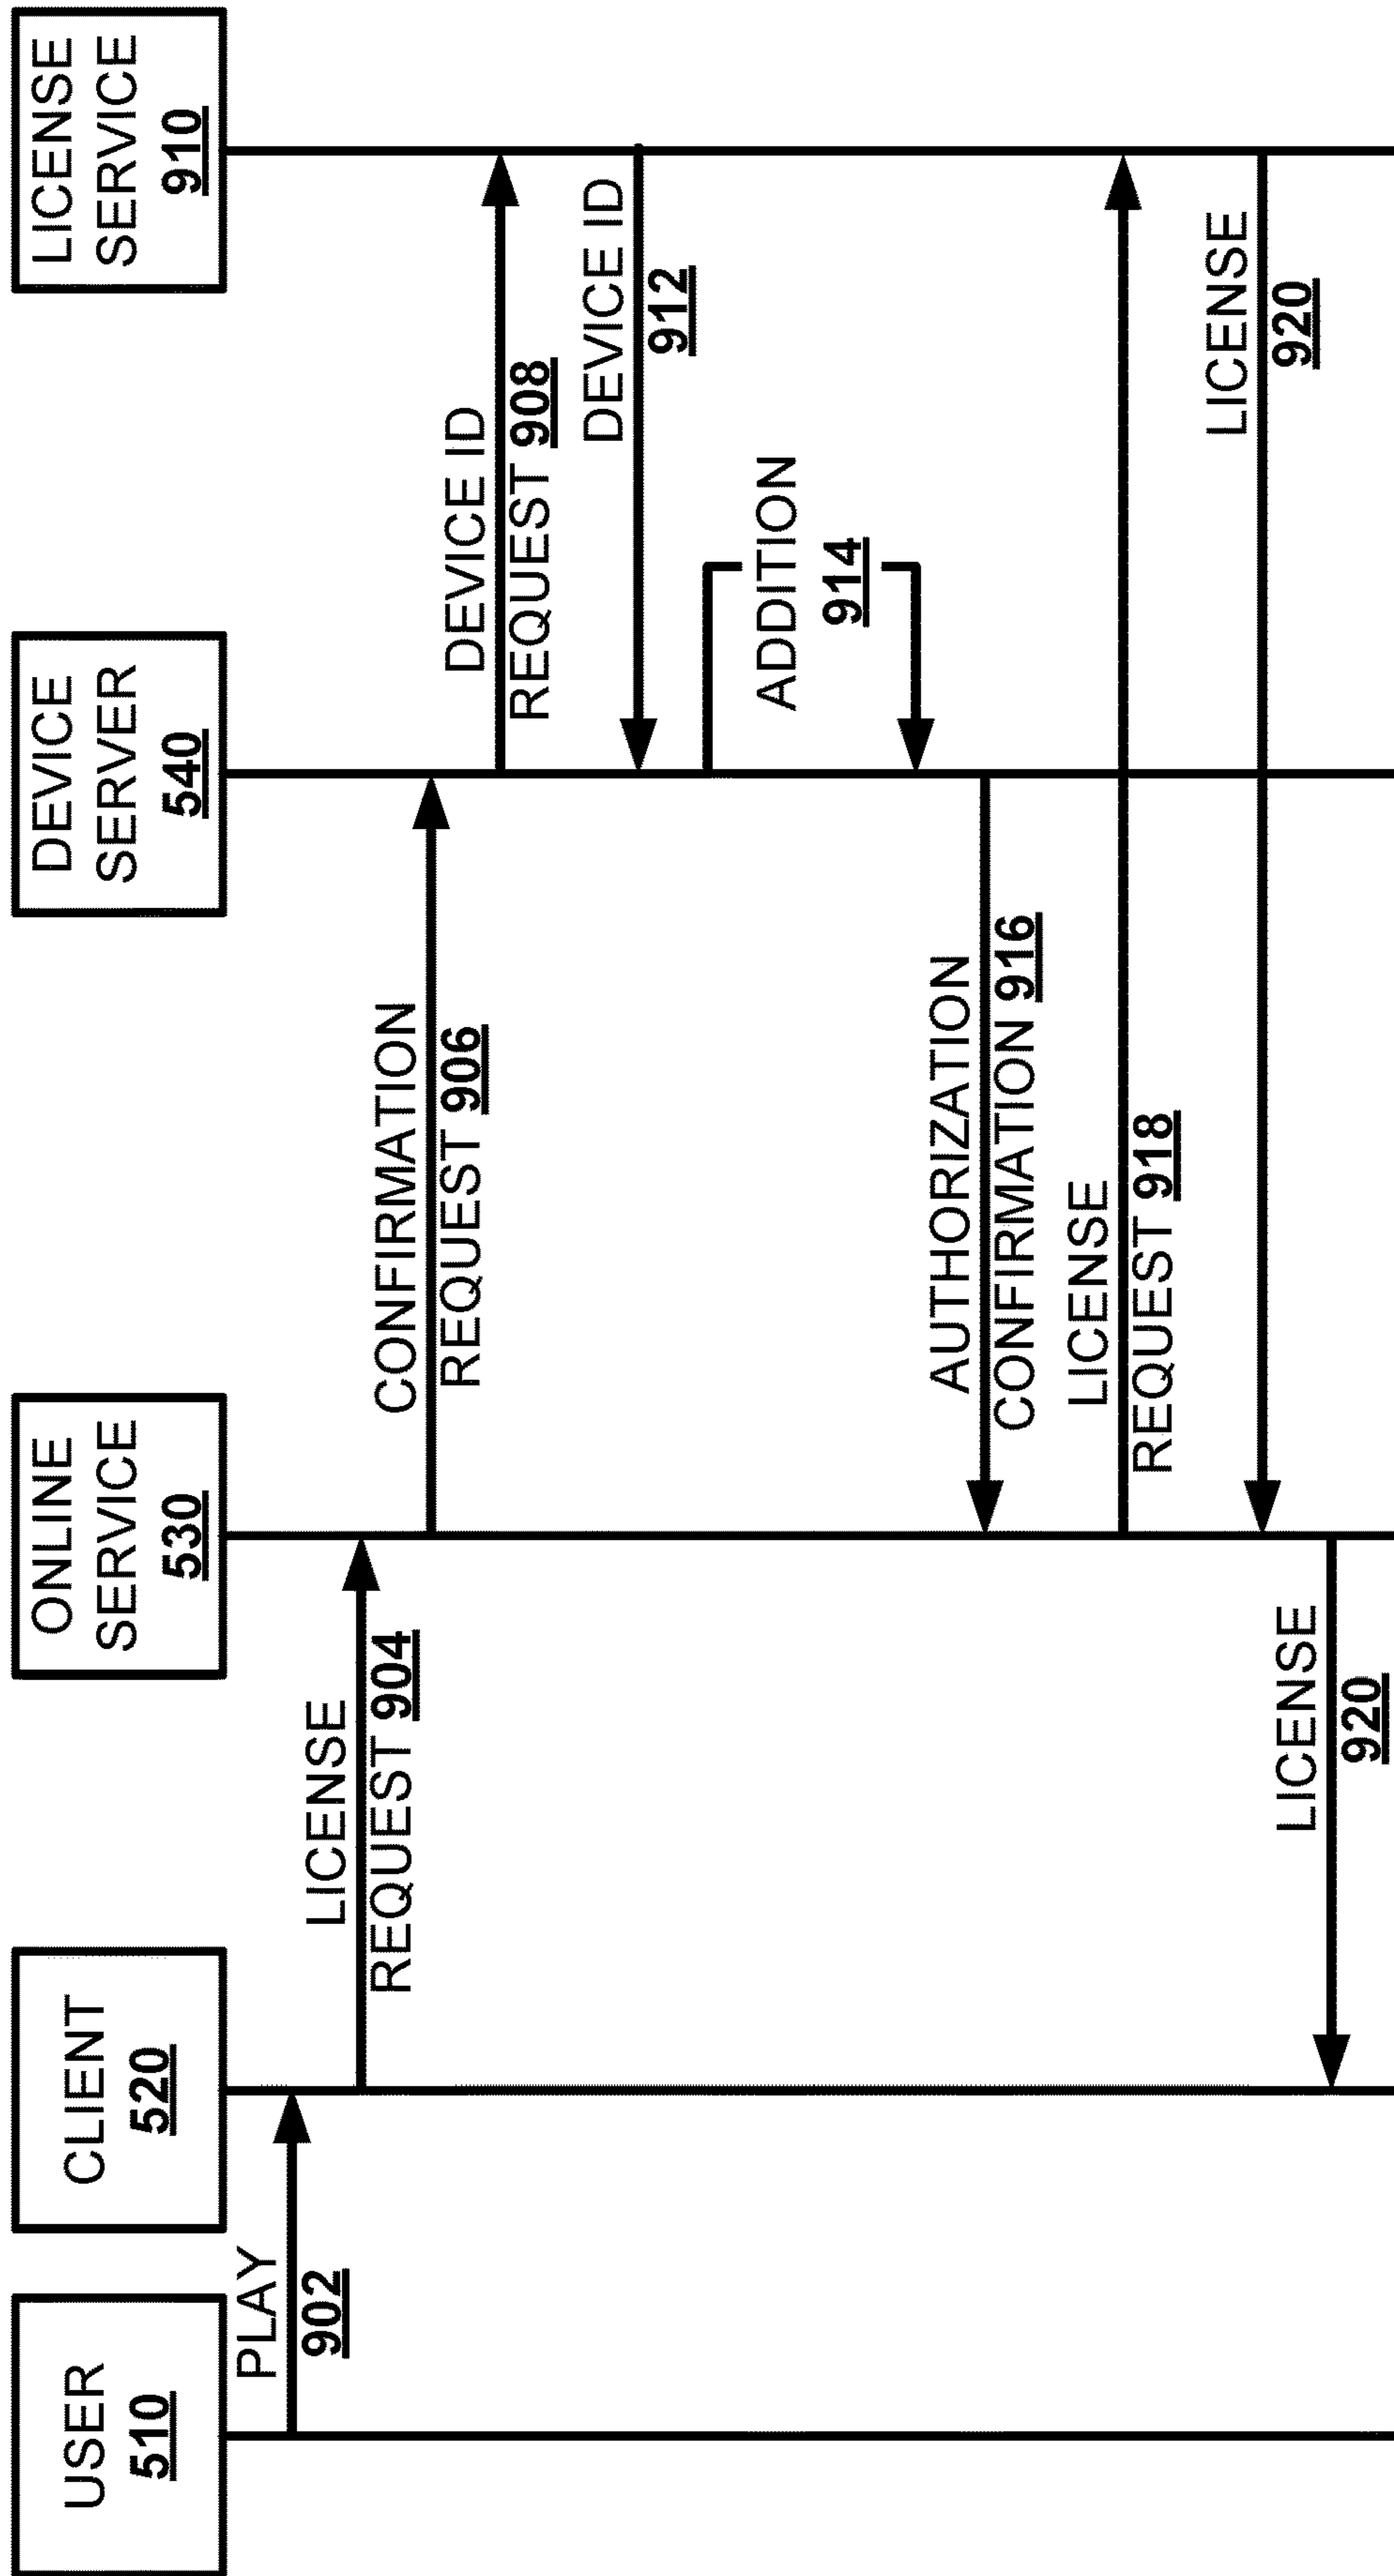 USER
510
CLIENT
520
ONLINE
SERVICE
530
DEVICE
SERVER
540
LICENSE
SERVICE
910
PLAY
902
LICENSE
REQUEST 904
CONFIRMATION
REQUEST 906
DEVICE ID
REQUEST 908
DEVICE ID
912
ADDITION
914
AUTHORIZATION
CONFIRMATION 916
LICENSE
REQUEST 918
LICENSE
920
LICENSE
920